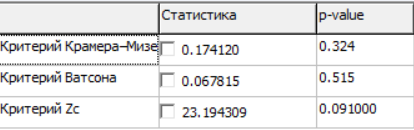 Статистика p-value
Критерий Крамера-Мизе 0.174120 0.324
Критерий Ватсона 0.067815 0.515
Критерий Zc 23.194309 0.091000